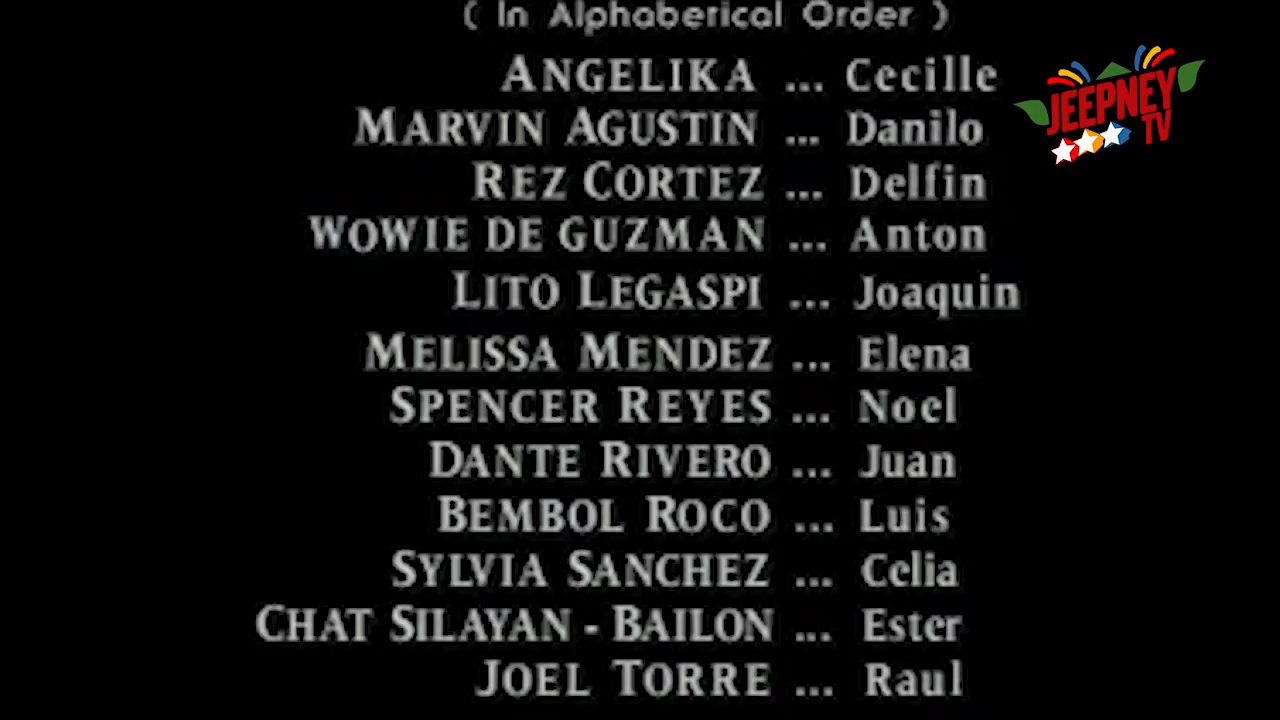 ( In Alphaberical Order )
ANGELIKA ... Cecille
MARVIN AGUSTIN ... Danilo
REZ CORTEZ ... Delfin
WOWIE DE GUZMAN ... Anton
LITO LEGASPI ... Joaquin
MELISSA MENDEZ ... Elena
SPENCER REYES ... Noel
DANTE RIVERO ... Juan
BEMBOL ROCO ... Luis
SYLVIA SANCHEZ ... Celia
CHAT SILAYAN - BAILON ... Ester
JOEL TORRE ... Raul
JEEPNEY
TV